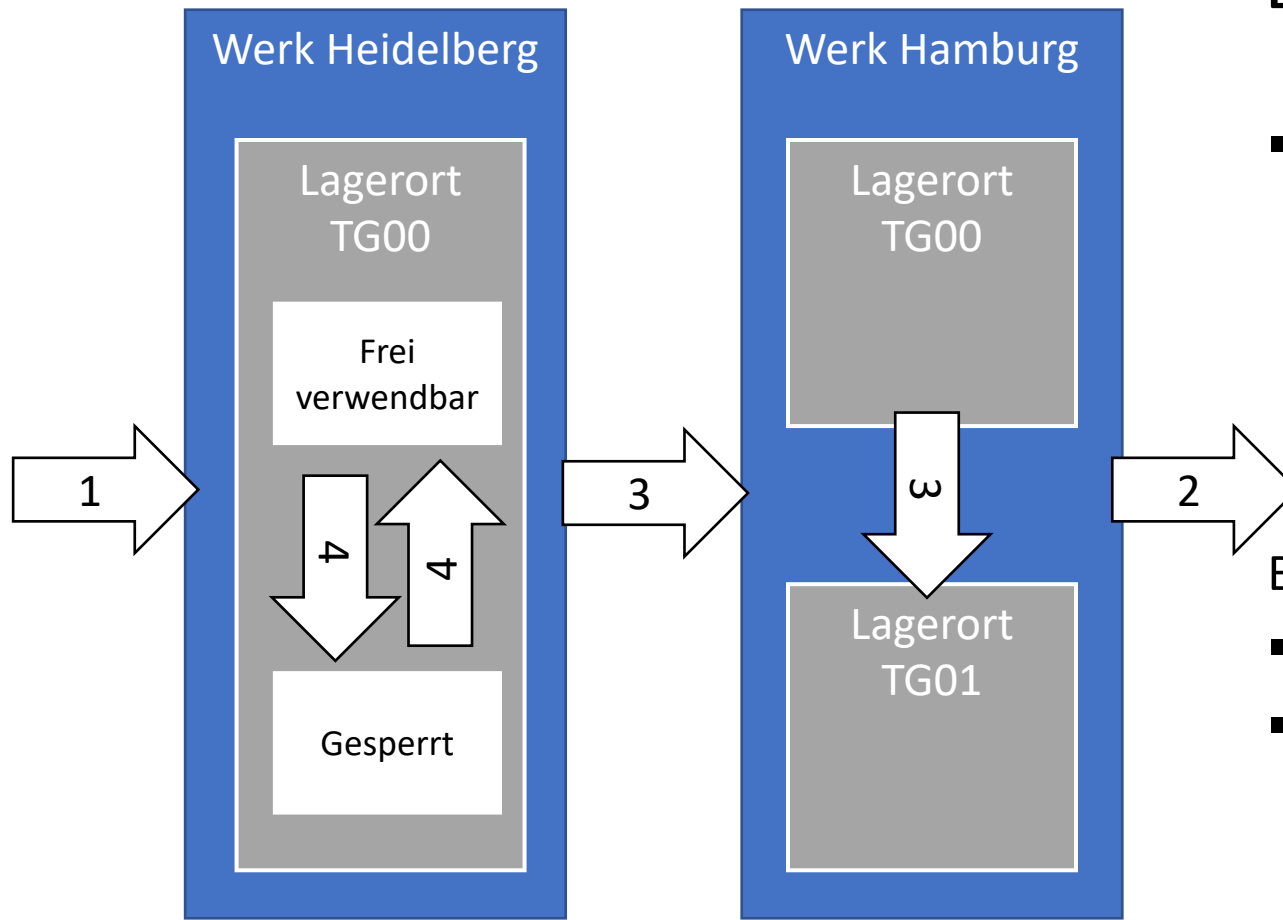 Werk Heidelberg
Lagerort
TG00
Frei
verwendbar
4
4
Gesperrt
1
3
Werk Hamburg
Lagerort
TG00
3
Lagerort
TG01
2